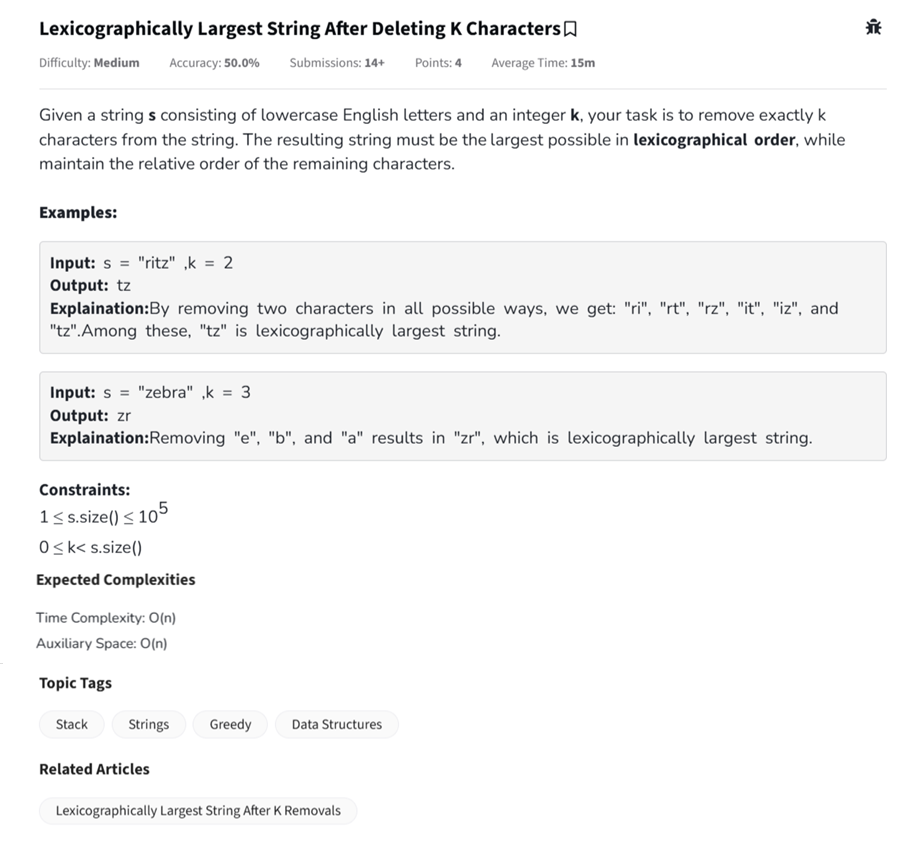 Lexicographically Largest String After Deleting K Characters
Difficulty: Medium Accuracy: 50.0% Submissions: 14+ Points: 4 Average Time: 15m
Given a string s consisting of lowercase English letters and an integer k, your task is to remove exactly k
characters from the string. The resulting string must be the largest possible in lexicographical order, while
maintain the relative order of the remaining characters.
Examples:
Input: s = "ritz" ,k = 2
Output: tz
Explaination:By removing two characters in all possible ways, we get: "ri", "rt", "rz", "it", "iz", and
"tz".Among these, "tz" is lexicographically largest string.
Input: s = "zebra" ,k = 3
Output: zr
Explaination:Removing "e", "b", and "a" results in "zr", which is lexicographically largest string.
Constraints:
1 ≤ s.size() ≤ 10^5
0 ≤ k< s.size()
Expected Complexities
Time Complexity: O(n)
Auxiliary Space: O(n)
Topic Tags
Stack Strings Greedy Data Structures
Related Articles
Lexicographically Largest String After K Removals